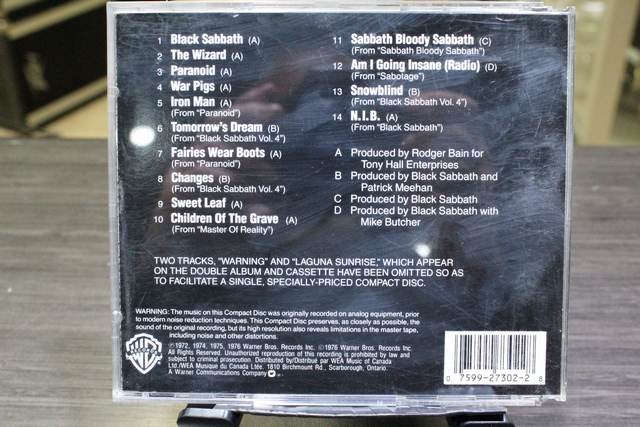 1 Black Sabbath (A)
2 The Wizard (A)
3 Paranoid (A)
4 War Pigs (A)
5 Iron Man (A)
(From "Paranoid")
6 Tomorrow's Dream (B)
(From "Black Sabbath Vol. 4")
7 Fairies Wear Boots (A)
(From "Paranoid")
8 Changes (B)
(From "Black Sabbath Vol. 4")
9 Sweet Leaf (A)
10 Children Of The Grave (A)
(From "Master Of Reality")
11 Sabbath Bloody Sabbath (C)
(From "Sabbath Bloody Sabbath")
12 Am I Going Insane (Radio) (D)
(From "Sabotage")
13 Snowblind (B)
(From "Black Sabbath Vol. 4")
14 N.I.B. (A)
(From "Black Sabbath")
A Produced by Rodger Bain for
Tony Hall Enterprises
B Produced by Black Sabbath and
Patrick Meehan
C Produced by Black Sabbath
D Produced by Black Sabbath with
Mike Butcher
TWO TRACKS, "WARNING" AND "LAGUNA SUNRISE," WHICH APPEAR
ON THE DOUBLE ALBUM AND CASSETTE HAVE BEEN OMITTED SO AS
TO FACILITATE A SINGLE, SPECIALLY-PRICED COMPACT DISC.
WARNING: The music on this Compact Disc was originally recorded on analog equipment, prior
to modern noise reduction techniques. This Compact Disc preserves, as closely as possible, the
sound of the original recording, but its high resolution also reveals limitations in the master tape,
including noise and other distortions.
℗1972, 1974, 1975, 1976 Warner Bros. Records Inc. ©1976 Warner Bros. Records Inc.
All Rights Reserved. Unauthorized reproduction of this recording is prohibited by law and
subject to criminal prosecution. Distributed by/Distribué par WEA Music of Canada
Ltd./WEA Musique du Canada Ltée. 1810 Birchmount Rd., Scarborough, Ontario.
A Warner Communications Company
0 7599-27302-2 8